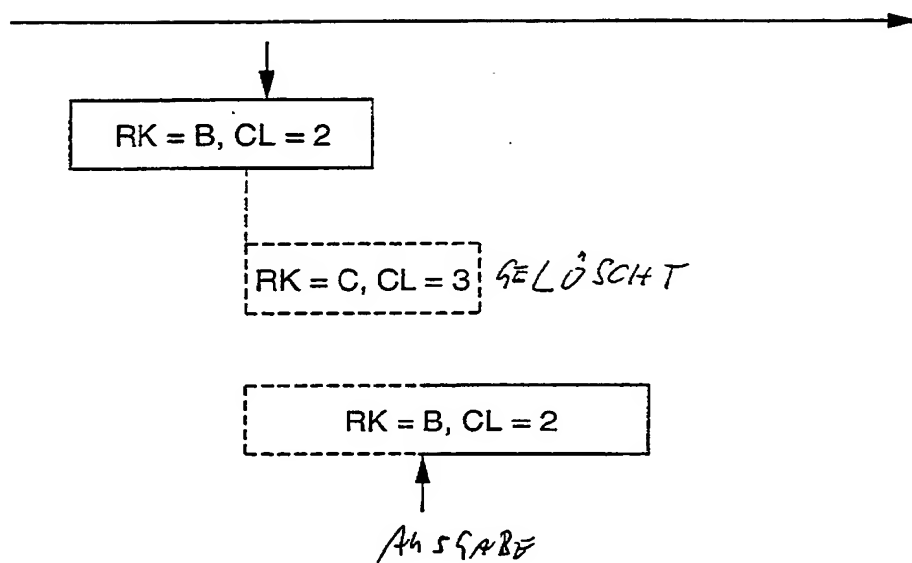 RK = B, CL = 2
RK = C, CL = 3 GELÖSCHT
RK = B, CL = 2
AUSGABE